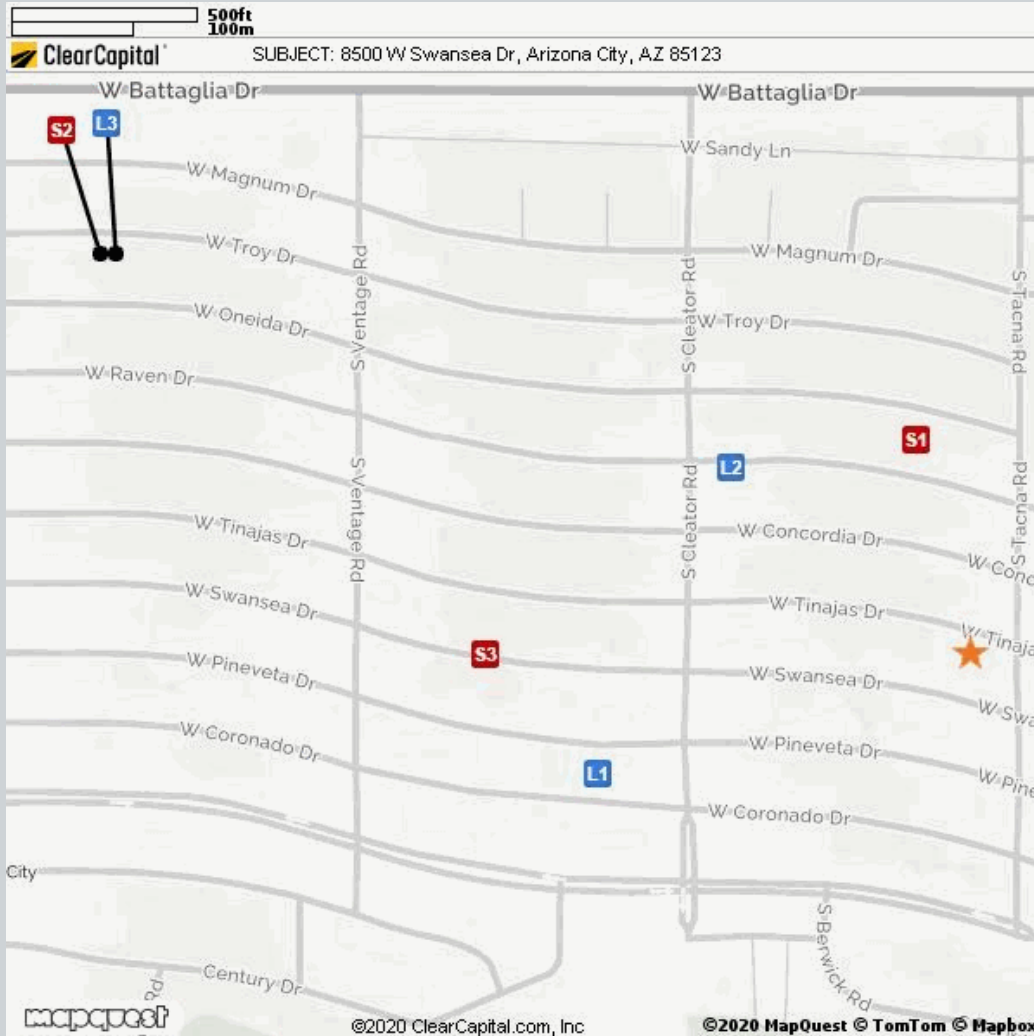 500ft
100m
ClearCapital
SUBJECT: 8500 W Swansea Dr, Arizona City, AZ 85123
W Battaglia Dr
W Battaglia Dr
S2
L3
W Sandy Ln
W Magnum Dr
W Troy Dr
W Magnum Dr
S Ventage Rd
S Cleator Rd
S Tacna Rd
W Oneida Dr
W Troy Dr
W Raven Dr
S1
L2
S Ventage Rd
S Cleator Rd
S Tacna Rd
W Tinajas Dr
W Concordia Dr
W Conc
W Swansea Dr
W Tinajas Dr
W Tinaja
S3
W Pineveta Dr
W Swansea Dr
W Swa
W Coronado Dr
W Pineveta Dr
L1
W Pine
W Coronado Dr
City
S Berwick Rd
Century Dr
Rd
mapquest
©2020 ClearCapital.com, Inc
©2020 MapQuest © TomTom © Mapbox